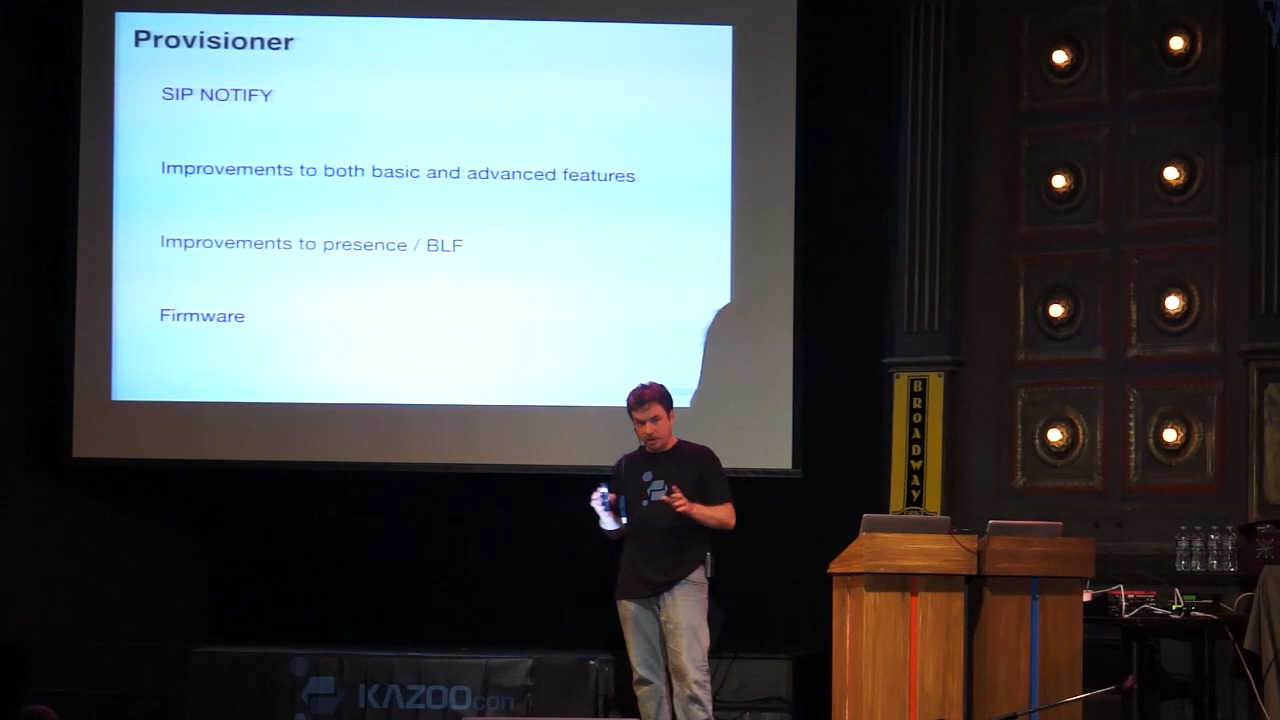 Provisioner
SIP NOTIFY
Improvements to both basic and advanced features
Improvements to presence / BLF
Firmware
BROADWAY
KAZOOcon